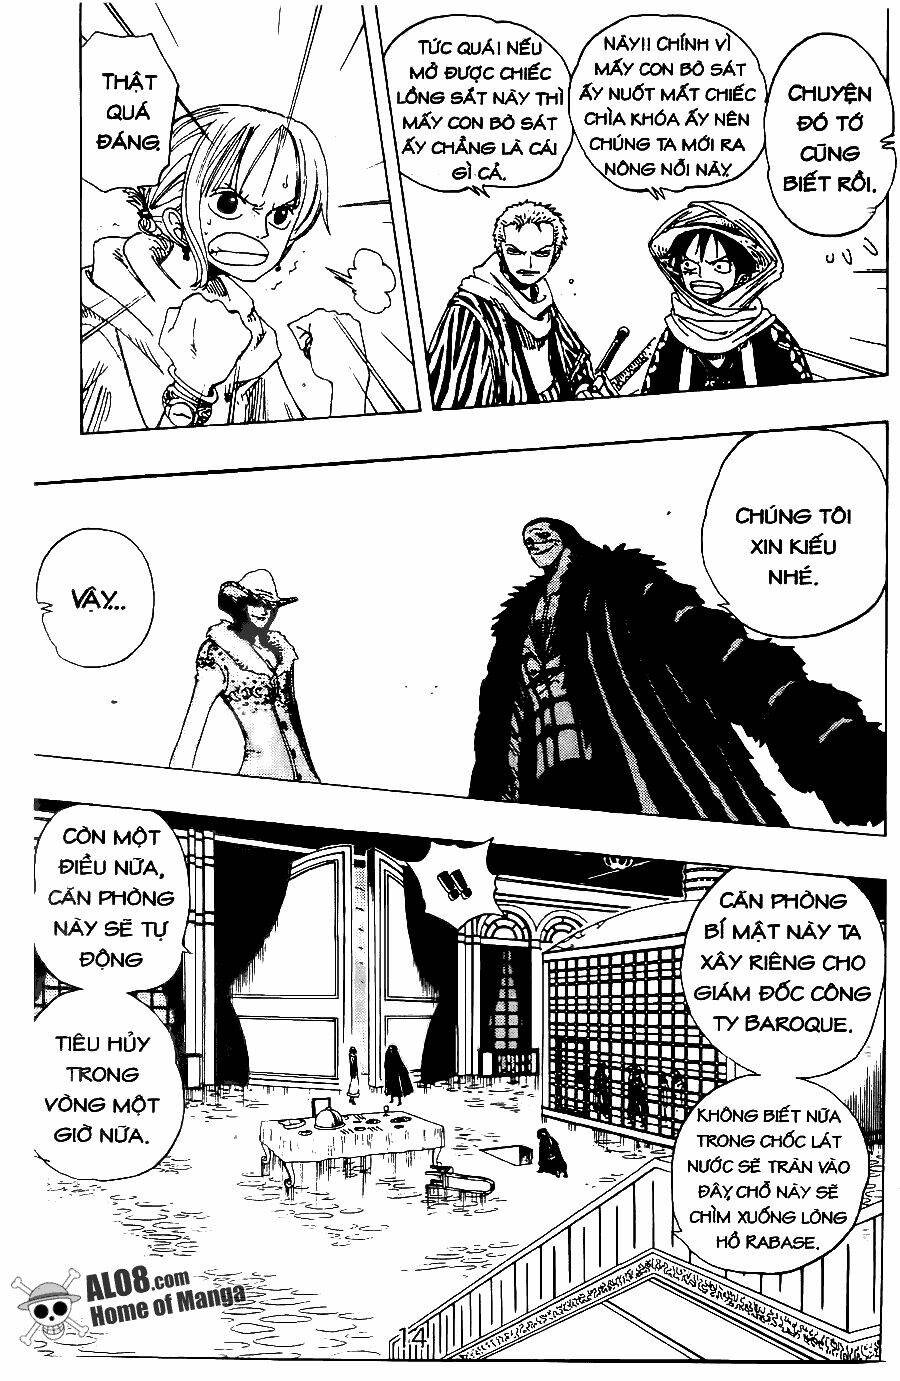 CHUYỆN
ĐÓ TỚ
CŨNG
BIẾT RỒI.
NÀY!! CHÍNH VÌ
MẤY CON BÒ SÁT
ẤY NUỐT MẤT CHIẾC
CHÌA KHÓA ẤY NÊN
CHÚNG TA MỚI RA
NÔNG NỖI NÀY.
TỨC QUÁ! NẾU
MỞ ĐƯỢC CHIẾC
LỒNG SẮT NÀY THÌ
MẤY CON BÒ SÁT
ẤY CHẲNG LÀ CÁI
GÌ CẢ.
THẬT
QUÁ
ĐÁNG.
CHÚNG TÔI
XIN KIẾU
NHÉ.
VẬY...
CĂN PHÒNG
BÍ MẬT NÀY TA
XÂY RIÊNG CHO
GIÁM ĐỐC CÔNG
TY BAROQUE.
KHÔNG BIẾT NỮA
TRONG CHỐC LÁT
NƯỚC SẼ TRÀN VÀO
ĐÂY, CHỖ NÀY SẼ
CHÌM XUỐNG LÒNG
HỒ RABASE.
!!
CÒN MỘT
ĐIỀU NỮA,
CĂN PHÒNG
NÀY SẼ TỰ
ĐỘNG
TIÊU HỦY
TRONG
VÒNG MỘT
GIỜ NỮA.
ALO8.com
Home of Manga
14